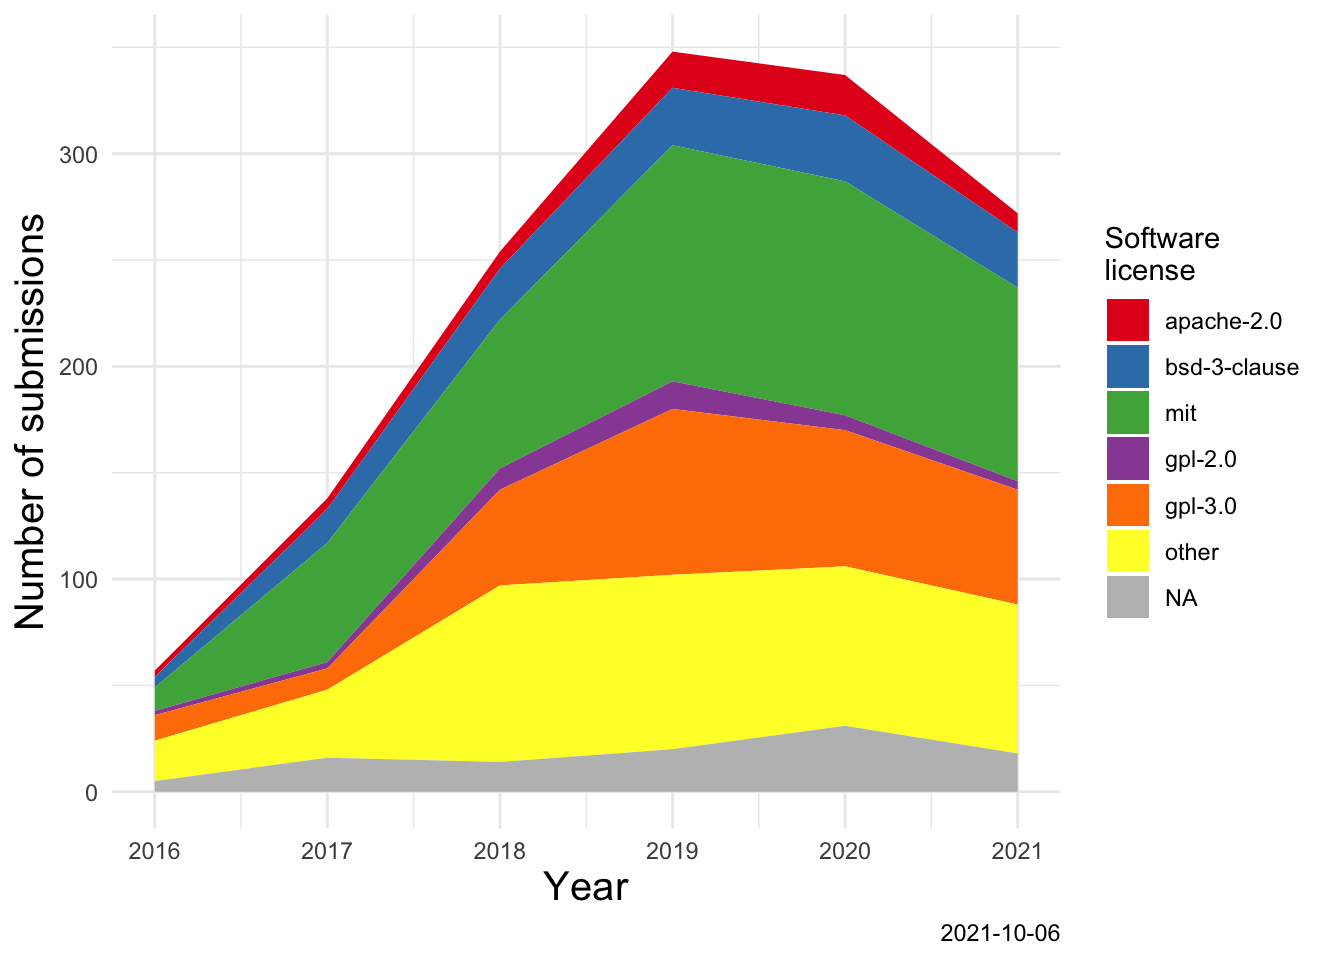 Number of submissions
300
200
100
0
2016 2017 2018 2019 2020 2021
Year
2021-10-06
Software
license
apache-2.0
bsd-3-clause
mit
gpl-2.0
gpl-3.0
other
NA